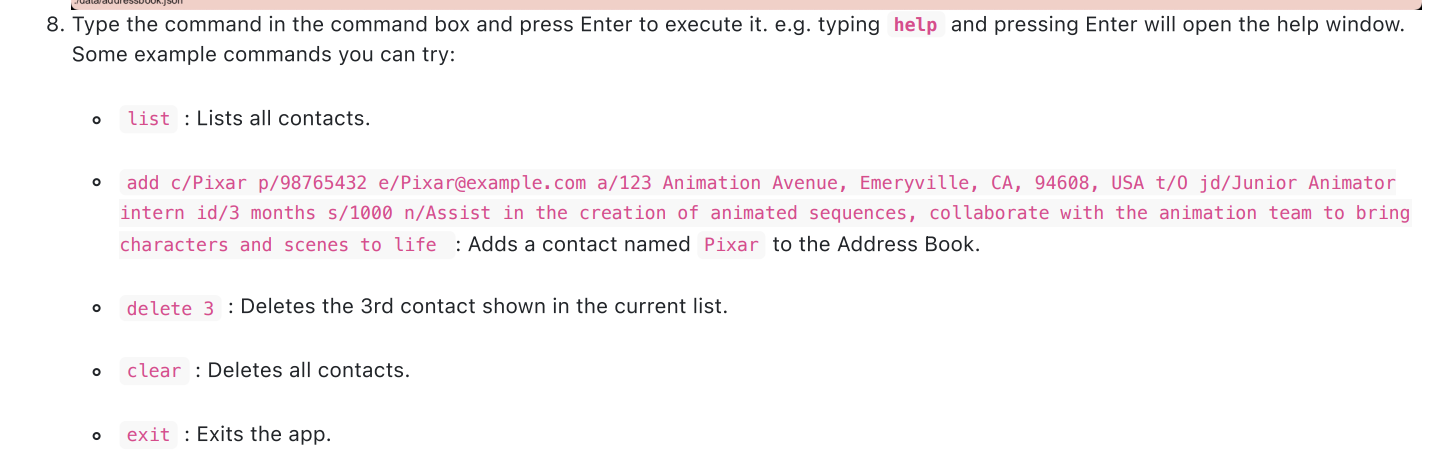 ./data/addressbook.json
8. Type the command in the command box and press Enter to execute it. e.g. typing help and pressing Enter will open the help window.
Some example commands you can try:
list : Lists all contacts.
add c/Pixar p/98765432 e/Pixar@example.com a/123 Animation Avenue, Emeryville, CA, 94608, USA t/O jd/Junior Animator
intern id/3 months s/1000 n/Assist in the creation of animated sequences, collaborate with the animation team to bring
characters and scenes to life : Adds a contact named Pixar to the Address Book.
delete 3 : Deletes the 3rd contact shown in the current list.
clear : Deletes all contacts.
exit : Exits the app.